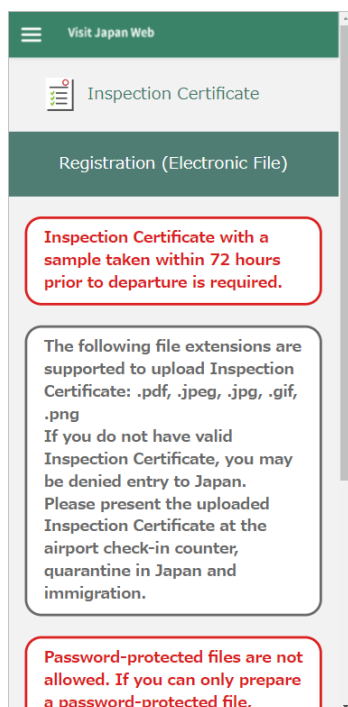 Visit Japan Web
Inspection Certificate
Registration (Electronic File)
Inspection Certificate with a
sample taken within 72 hours
prior to departure is required.
The following file extensions are
supported to upload Inspection
Certificate: .pdf, .jpeg, .jpg, .gif,
.png
If you do not have valid
Inspection Certificate, you may
be denied entry to Japan.
Please present the uploaded
Inspection Certificate at the
airport check-in counter,
quarantine in Japan and
immigration.
Password-protected files are not
allowed. If you can only prepare
a password-protected file,